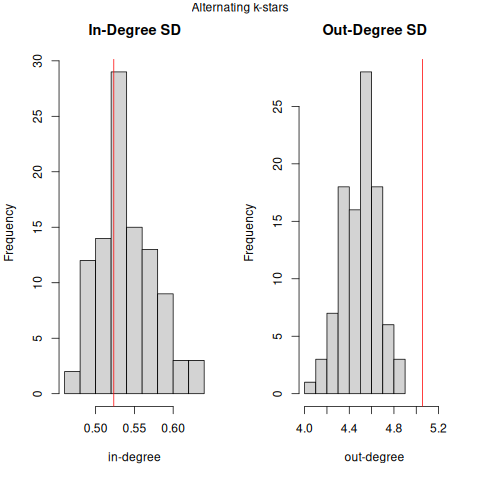 Alternating k-stars
In-Degree SD
Out-Degree SD
Frequency
0
5
10
15
20
25
30
0.50
0.55
0.60
in-degree
Frequency
0
5
10
15
20
25
4.0
4.4
4.8
5.2
out-degree